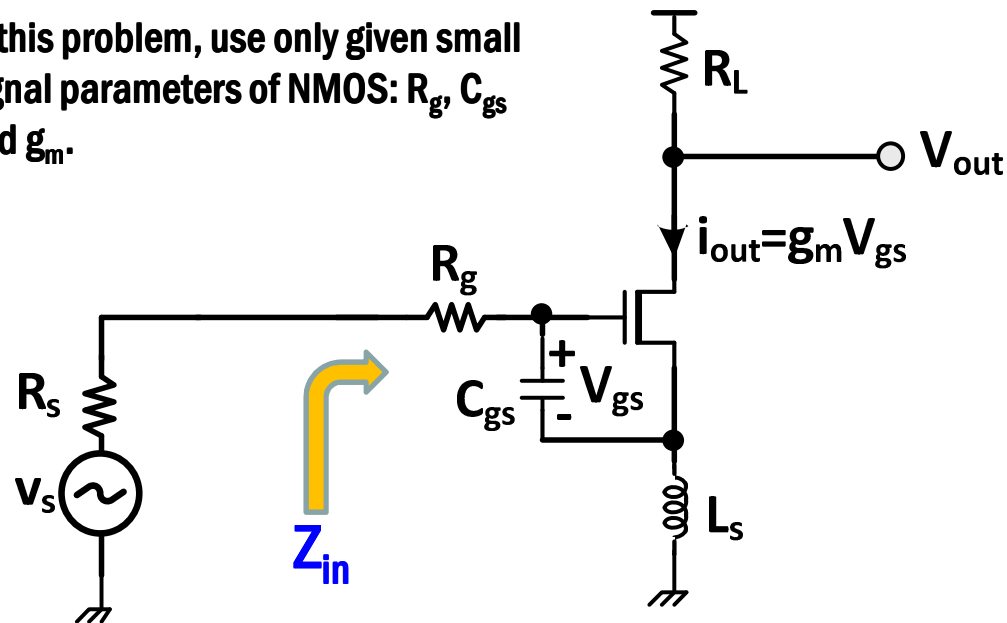 this problem, use only given small
nal parameters of NMOS: Rg, Cgs
d gm.
RL
Vout
iout=gmVgs
Rg
+
Cgs
Vgs
-
Rs
vs
Zin
Ls